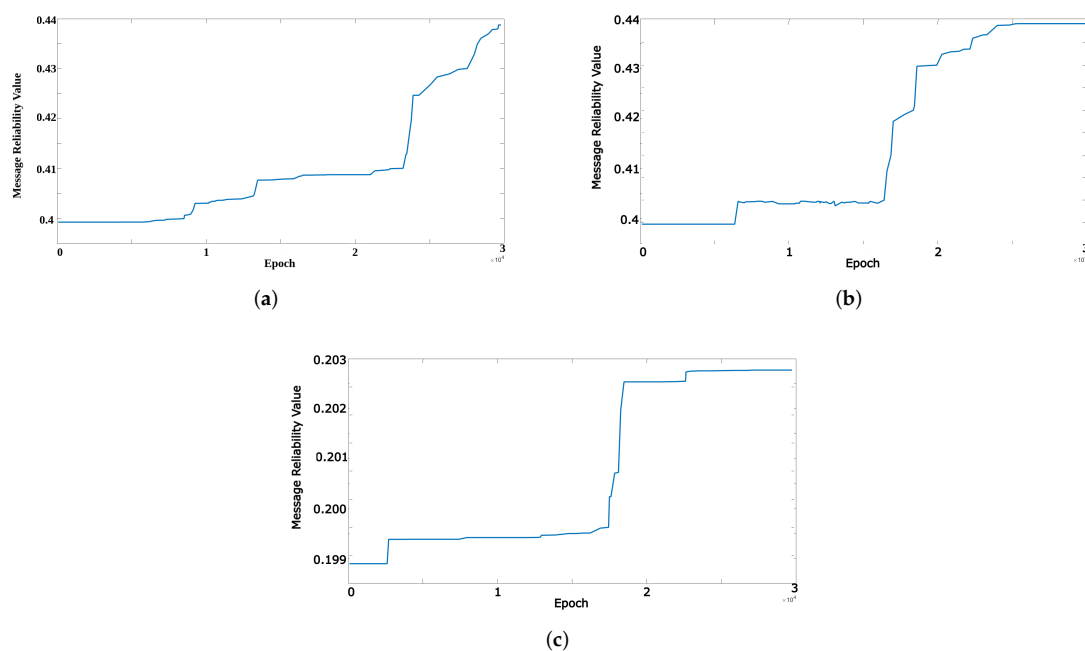 0.44
0.43
0.42
0.41
0.4
Message Reliability Value
0 1 2 3
×10⁴
Epoch
(a)
0.44
0.43
0.42
0.41
0.4
Message Reliability Value
0 1 2 3
Epoch
(b)
0.203
0.202
0.201
0.200
0.199
Message Reliability Value
0 1 2 3
×10⁴
Epoch
(c)